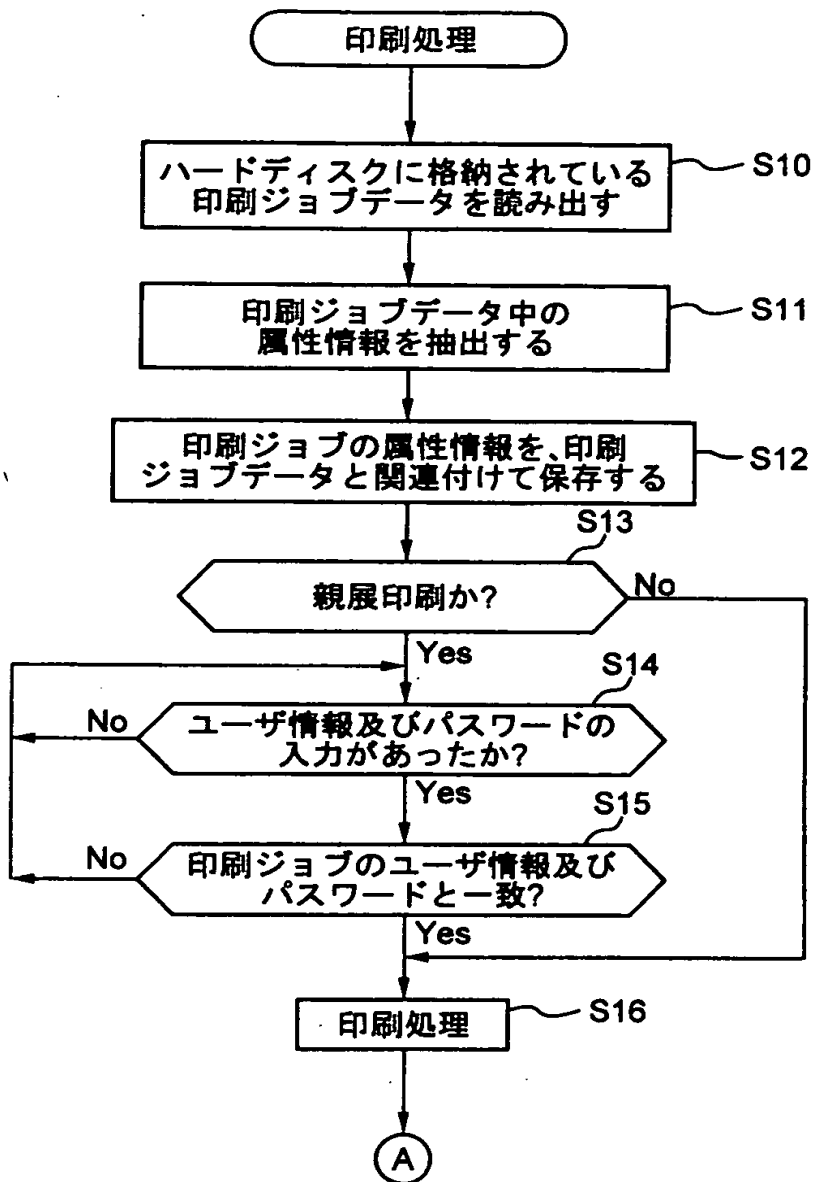 印刷処理
ハードディスクに格納されている
印刷ジョブデータを読み出す
S10
印刷ジョブデータ中の
属性情報を抽出する
S11
印刷ジョブの属性情報を、印刷
ジョブデータと関連付けて保存する
S12
S13
親展印刷か?
No
Yes
S14
No
ユーザ情報及びパスワードの
入力があったか?
Yes
S15
No
印刷ジョブのユーザ情報及び
パスワードと一致?
Yes
印刷処理
S16
A